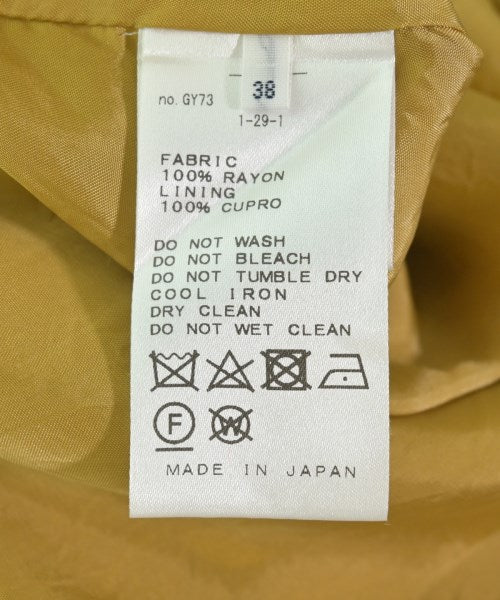 38
no. GY73
1-29-1
FABRIC
100% RAYON
LINING
100% CUPRO
DO NOT WASH
DO NOT BLEACH
DO NOT TUMBLE DRY
COOL IRON
DRY CLEAN
DO NOT WET CLEAN
F W
MADE IN JAPAN